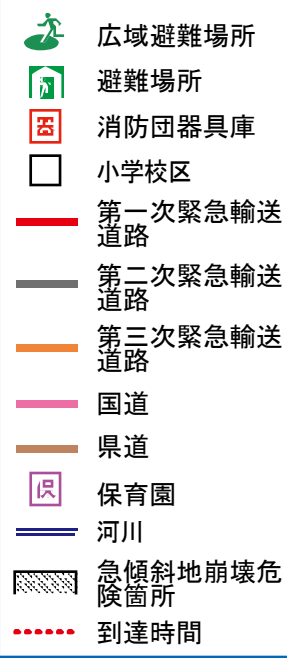 広域避難場所
避難場所
消防団器具庫
小学校区
第一次緊急輸送
道路
第二次緊急輸送
道路
第三次緊急輸送
道路
国道
県道
保
保育園
河川
急傾斜地崩壊危
険箇所
到達時間